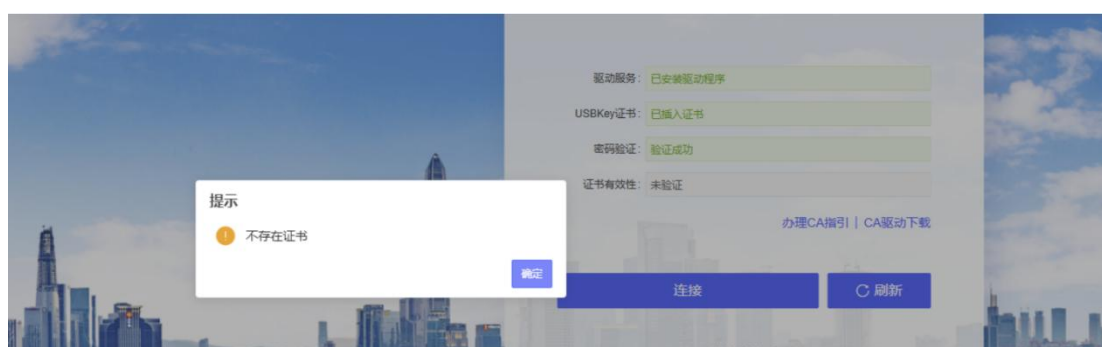 驱动服务: 已安装驱动程序
USBKey证书: 已插入证书
密码验证: 验证成功
证书有效性: 未验证
办理CA指引 | CA驱动下载
提示
不存在证书
确定
连接
刷新